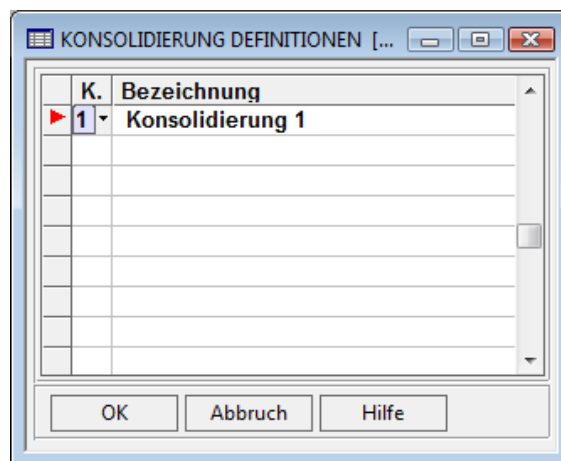 KONSOLIDIERUNG DEFINITIONEN [...
K. Bezeichnung
1 Konsolidierung 1
OK Abbruch Hilfe